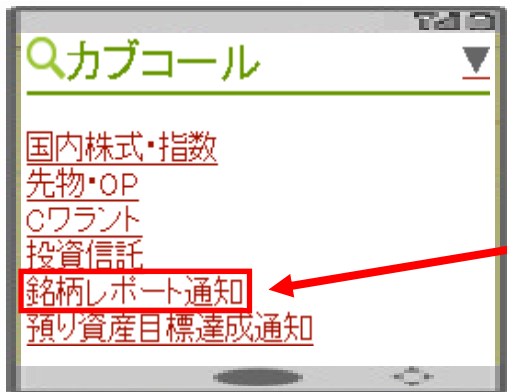 カブコール
国内株式・指数
先物・OP
Cワラント
投資信託
銘柄レポート通知
預り資産目標達成通知